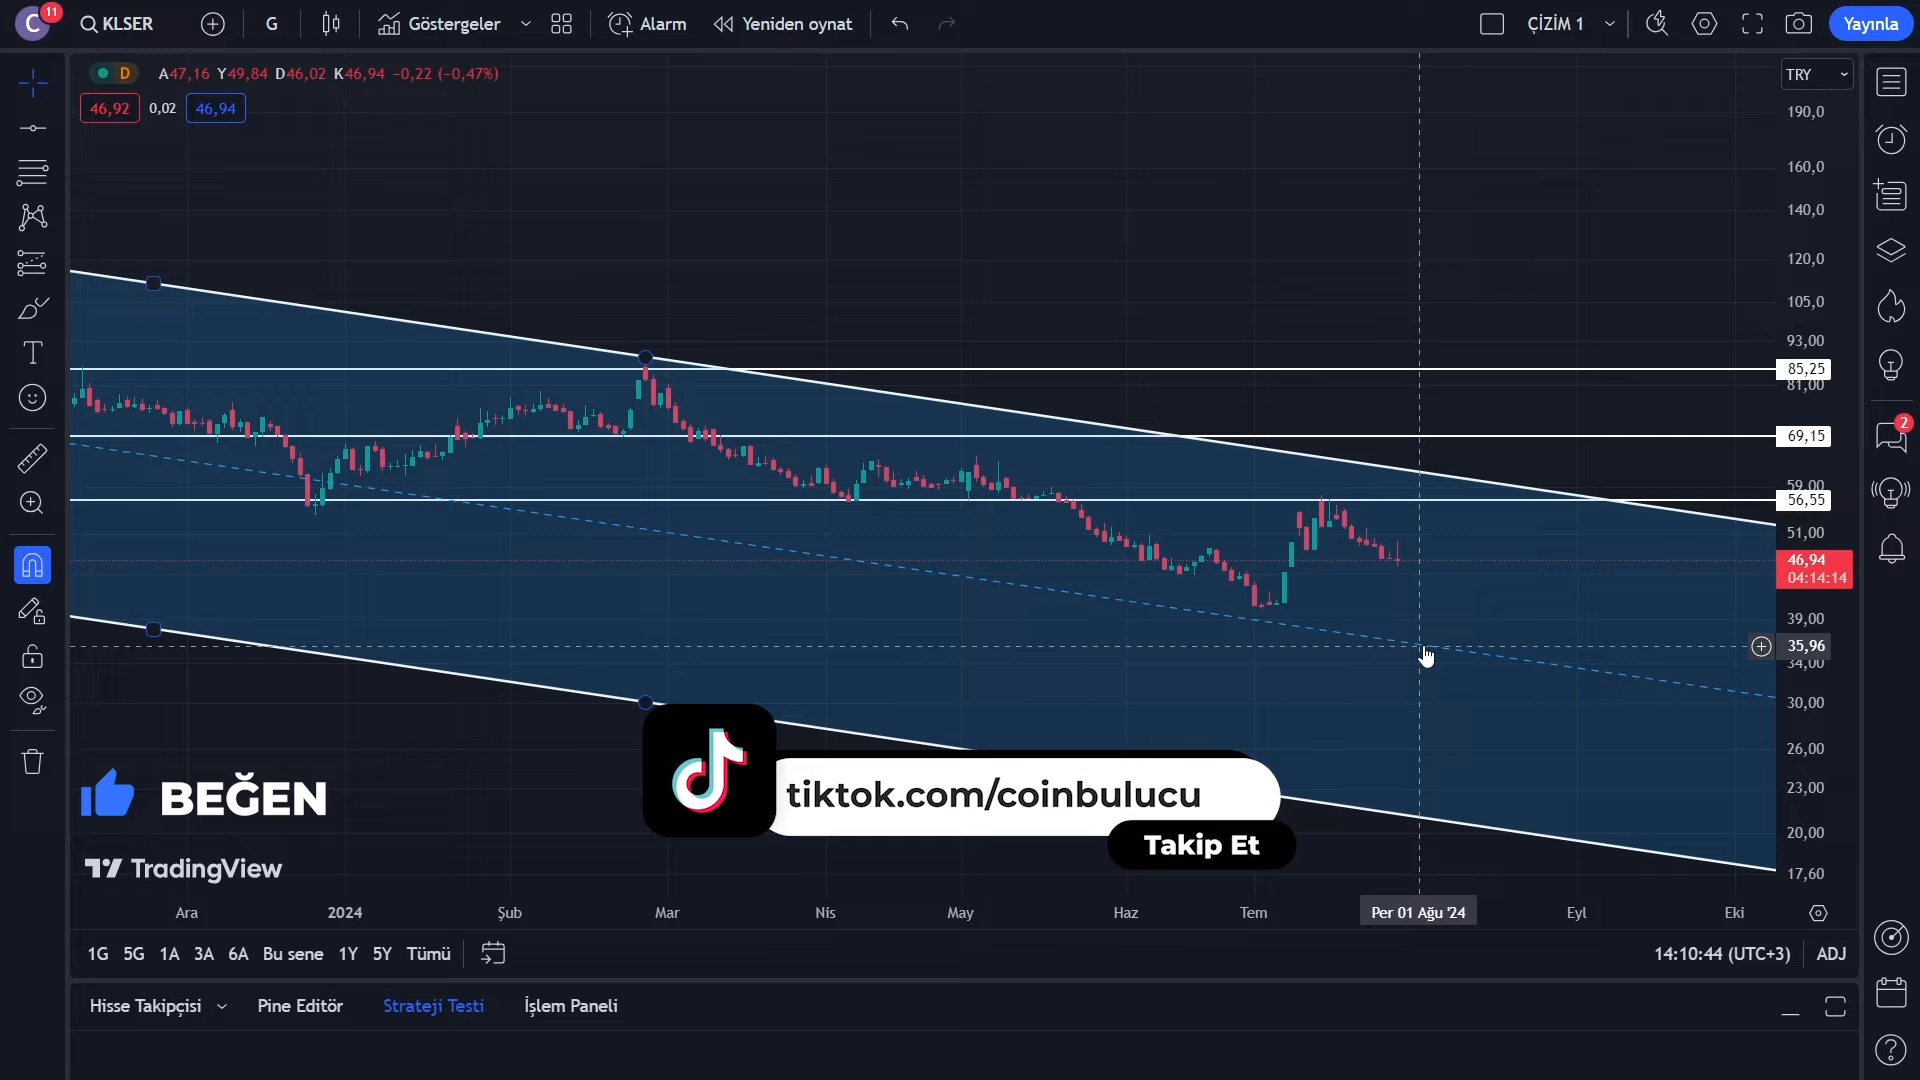 C 11 KLSER G Göstergeler Alarm Yeniden oynat ÇİZİM 1 Yayınla
D A47,16 Y49,84 D46,02 K46,94 −0,22 (−0,47%)
TRY
46,92 0,02 46,94
190,0
160,0
140,0
120,0
105,0
93,00
85,25
81,00
69,15
59,00
56,55
51,00
46,94
04:14:14
39,00
35,96
34,00
30,00
26,00
23,00
20,00
17,60
2
BEĞEN
tiktok.com/coinbulucu
Takip Et
TradingView
Ara 2024 Şub Mar Nis May Haz Tem Per 01 Ağu '24 Eyl Eki
1G 5G 1A 3A 6A Bu sene 1Y 5Y Tümü 14:10:44 (UTC+3) ADJ
Hisse Takipçisi Pine Editör Strateji Testi İşlem Paneli